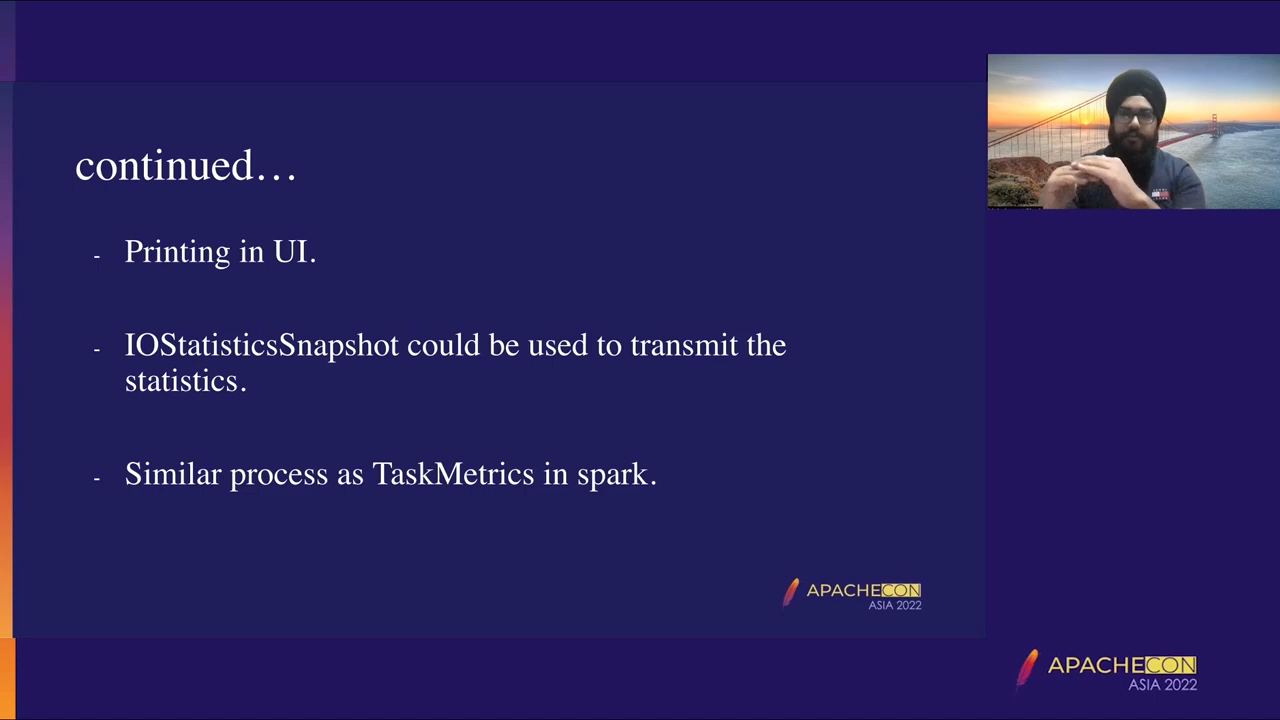 continued…
- Printing in UI.
- IOStatisticsSnapshot could be used to transmit the
statistics.
- Similar process as TaskMetrics in spark.
APACHECON
ASIA 2022
APACHECON
ASIA 2022